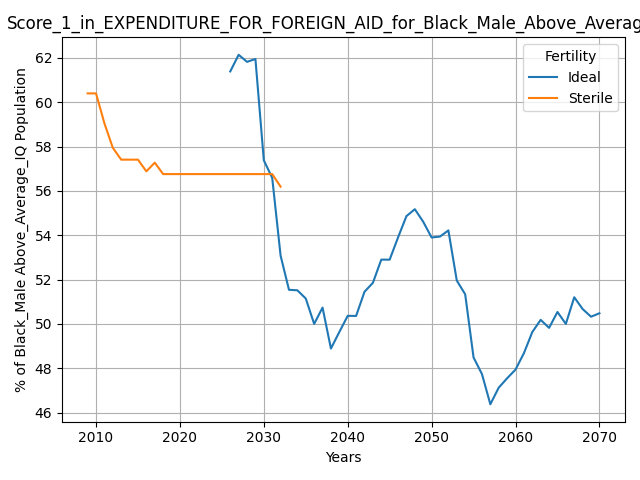 Score_1_in_EXPENDITURE_FOR_FOREIGN_AID_for_Black_Male_Above_Averag
Fertility
Ideal
Sterile
% of Black_Male Above_Average_IQ Population
62
60
58
56
54
52
50
48
46
2010 2020 2030 2040 2050 2060 2070
Years